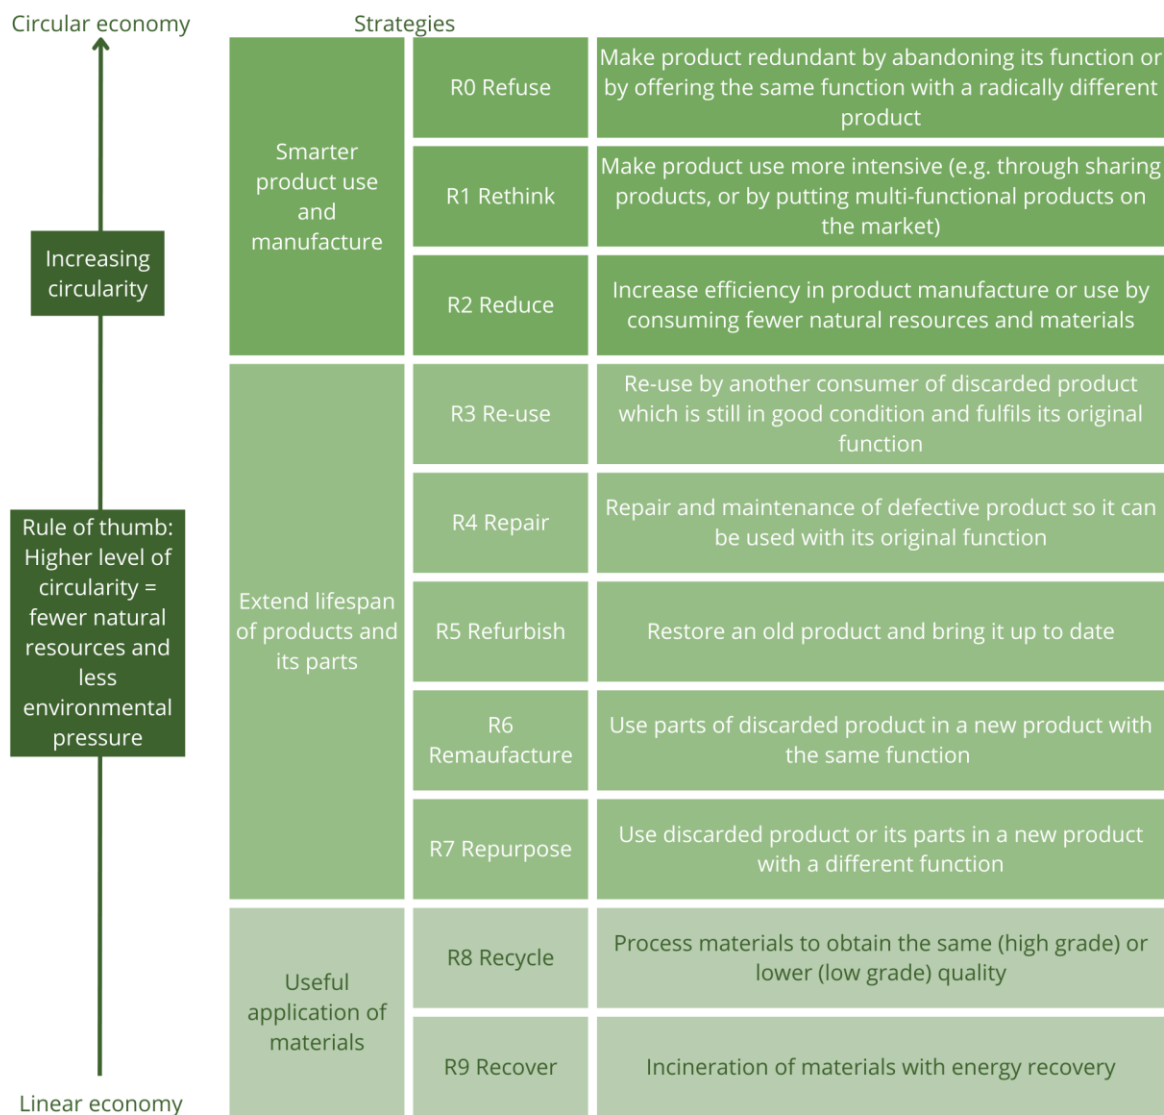 Circular economy
Strategies
Increasing
circularity
Rule of thumb:
Higher level of
circularity =
fewer natural
resources and
less
environmental
pressure
Linear economy
Smarter
product use
and
manufacture
R0 Refuse
Make product redundant by abandoning its function or
by offering the same function with a radically different
product
R1 Rethink
Make product use more intensive (e.g. through sharing
products, or by putting multi-functional products on
the market)
R2 Reduce
Increase efficiency in product manufacture or use by
consuming fewer natural resources and materials
Extend lifespan
of products and
its parts
R3 Re-use
Re-use by another consumer of discarded product
which is still in good condition and fulfils its original
function
R4 Repair
Repair and maintenance of defective product so it can
be used with its original function
R5 Refurbish
Restore an old product and bring it up to date
R6
Remaufacture
Use parts of discarded product in a new product with
the same function
R7 Repurpose
Use discarded product or its parts in a new product
with a different function
Useful
application of
materials
R8 Recycle
Process materials to obtain the same (high grade) or
lower (low grade) quality
R9 Recover
Incineration of materials with energy recovery